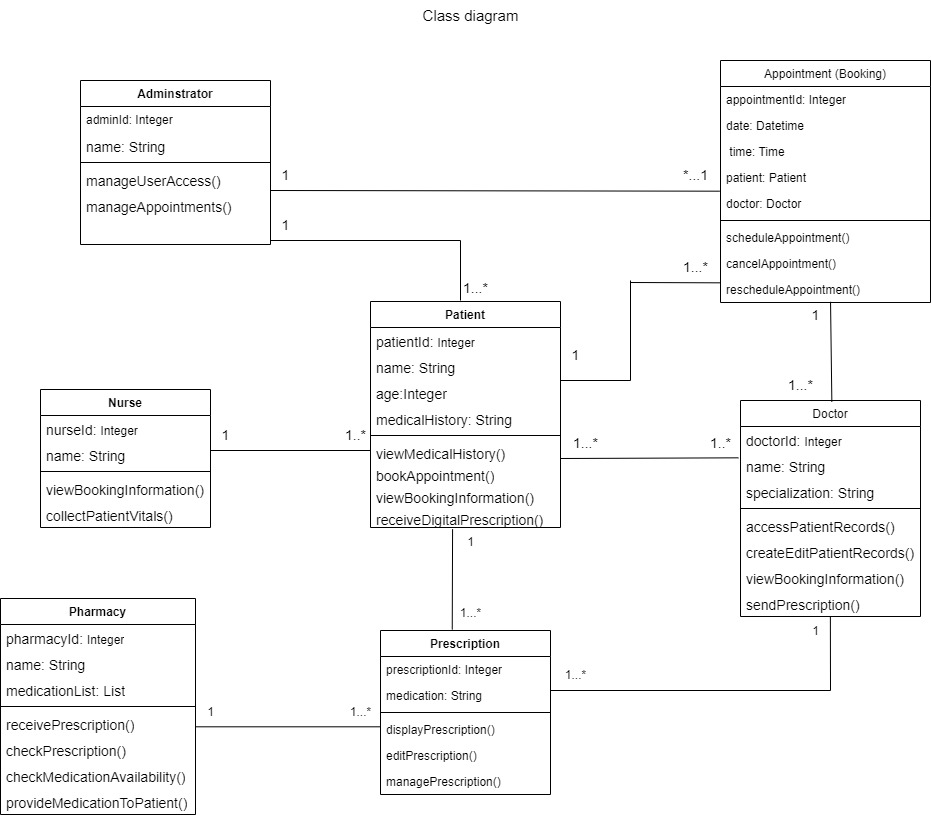 Class diagram
Adminstrator
adminId: Integer
name: String
manageUserAccess()
manageAppointments()
1
*...1
1
1...*
Appointment (Booking)
appointmentId: Integer
date: Datetime
time: Time
patient: Patient
doctor: Doctor
scheduleAppointment()
cancelAppointment()
rescheduleAppointment()
1...*
1
1
1...*
Patient
patientId: Integer
name: String
age:Integer
medicalHistory: String
viewMedicalHistory()
bookAppointment()
viewBookingInformation()
receiveDigitalPrescription()
Nurse
nurseId: Integer
name: String
viewBookingInformation()
collectPatientVitals()
1
1..*
1...*
1..*
Doctor
doctorId: Integer
name: String
specialization: String
accessPatientRecords()
createEditPatientRecords()
viewBookingInformation()
sendPrescription()
1
1...*
1
1...*
Pharmacy
pharmacyId: Integer
name: String
medicationList: List
receivePrescription()
checkPrescription()
checkMedicationAvailability()
provideMedicationToPatient()
1
1...*
Prescription
prescriptionId: Integer
medication: String
displayPrescription()
editPrescription()
managePrescription()